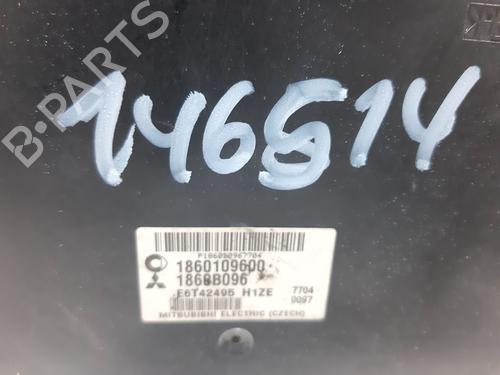 B-PARTS
146514
P1860B0967704
1860109600
1860B096
E6T42495 H1ZE 7704
0097
MITSUBISHI ELECTRIC (CZECH)